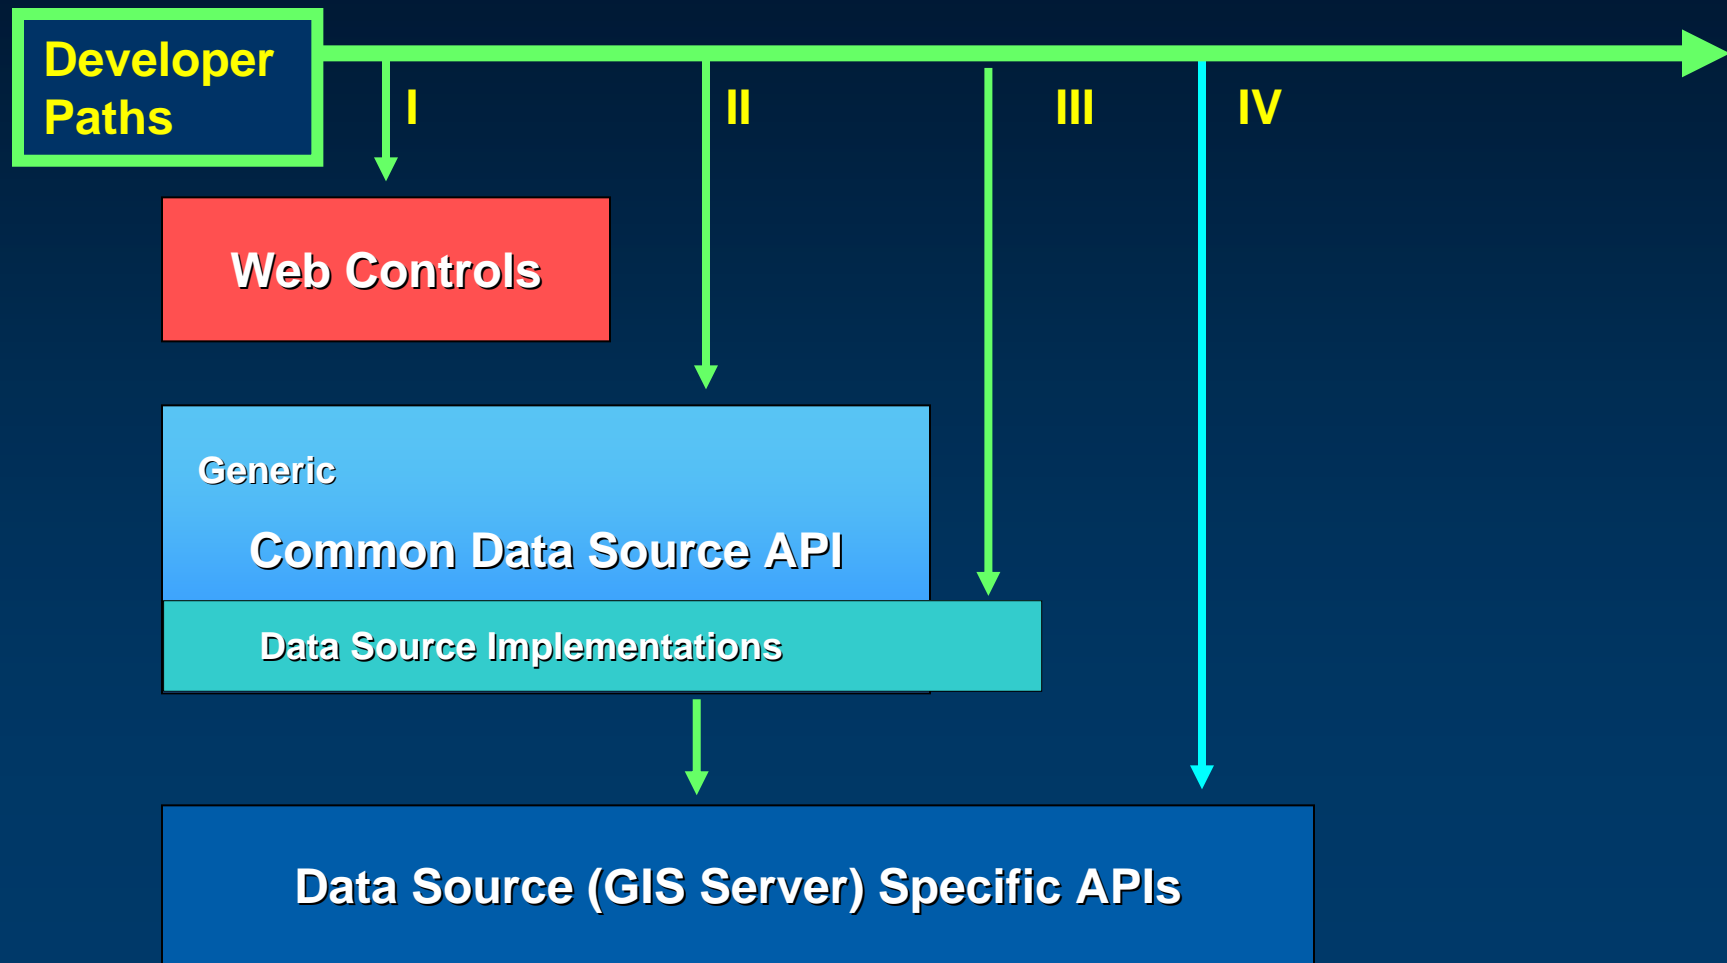 Developer
Paths
I
II
III
IV
Web Controls
Generic
Common Data Source API
Data Source Implementations
Data Source (GIS Server) Specific APIs